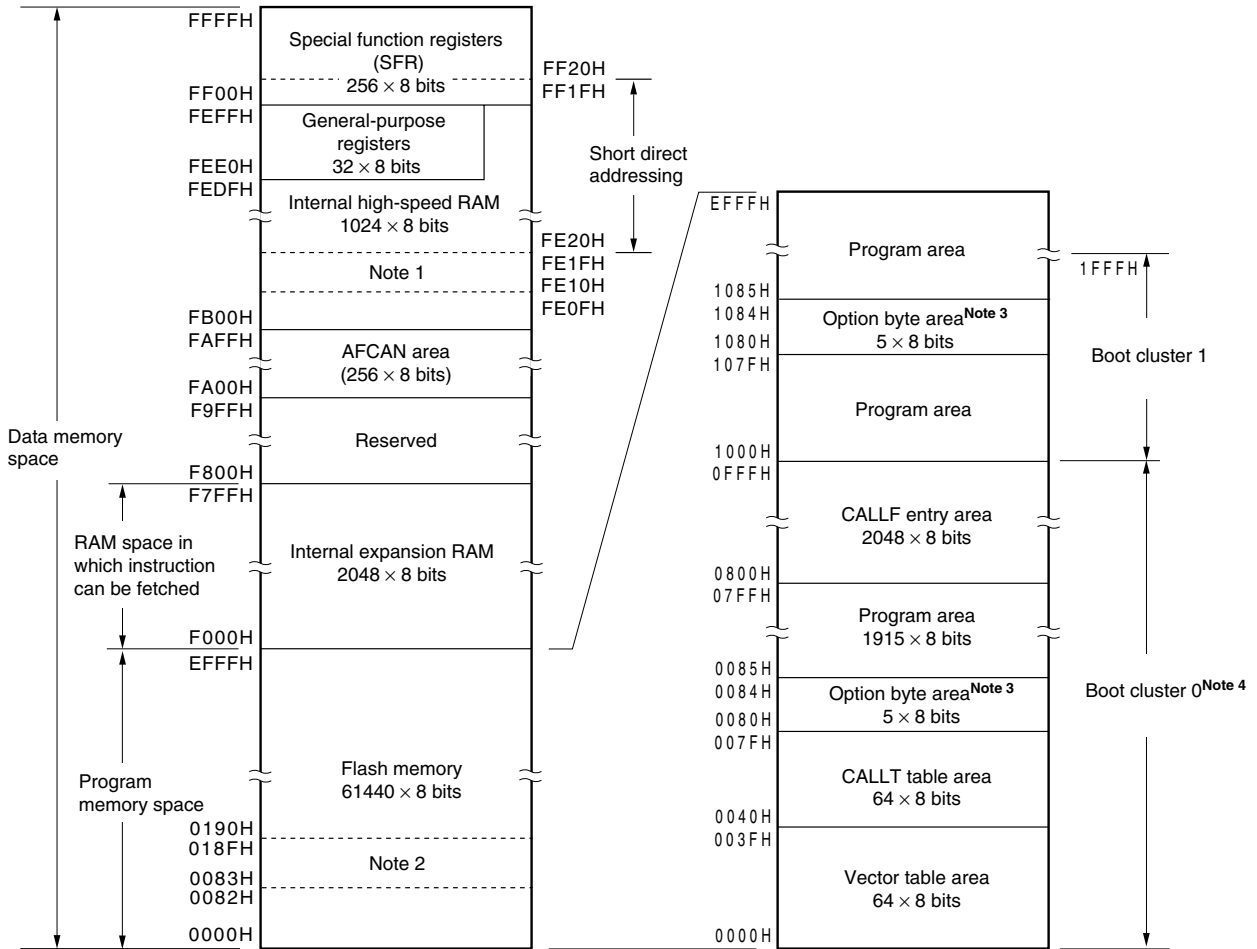 FFFFH
Special function registers
(SFR)
256 × 8 bits
FF20H
FF1FH
FF00H
FEFFH
General-purpose
registers
32 × 8 bits
FEE0H
FEDFH
Short direct
addressing
Internal high-speed RAM
1024 × 8 bits
FE20H
FE1FH
Note 1
FE10H
FE0FH
FB00H
FAFFH
AFCAN area
(256 × 8 bits)
FA00H
F9FFH
Reserved
Data memory
space
F800H
F7FFH
RAM space in
which instruction
can be fetched
Internal expansion RAM
2048 × 8 bits
F000H
EFFFH
Program
memory space
Flash memory
61440 × 8 bits
0190H
018FH
Note 2
0083H
0082H
0000H
EFFFH
Program area
1FFFH
1085H
1084H
Option byte area Note 3
5 × 8 bits
1080H
107FH
Boot cluster 1
Program area
1000H
0FFFH
CALLF entry area
2048 × 8 bits
0800H
07FFH
Program area
1915 × 8 bits
0085H
0084H
Option byte area Note 3
5 × 8 bits
Boot cluster 0 Note 4
0080H
007FH
CALLT table area
64 × 8 bits
0040H
003FH
Vector table area
64 × 8 bits
0000H